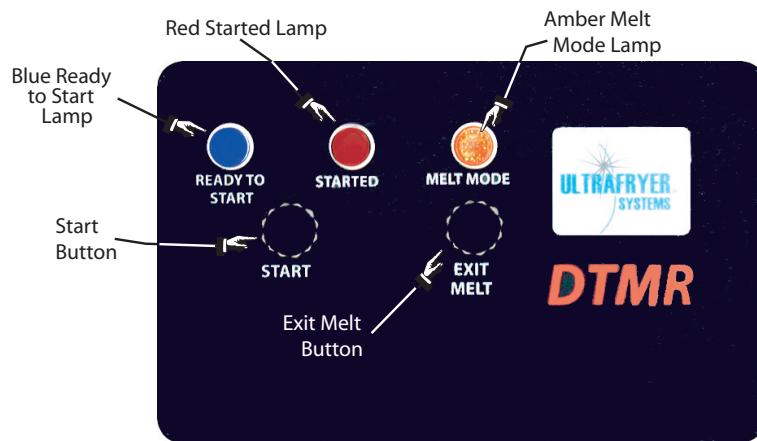 Red Started Lamp
Amber Melt
Mode Lamp
Blue Ready
to Start
Lamp
READY TO
START
STARTED
MELT MODE
ULTRAFRYER
SYSTEMS
Start
Button
START
EXIT
MELT
DTMR
Exit Melt
Button